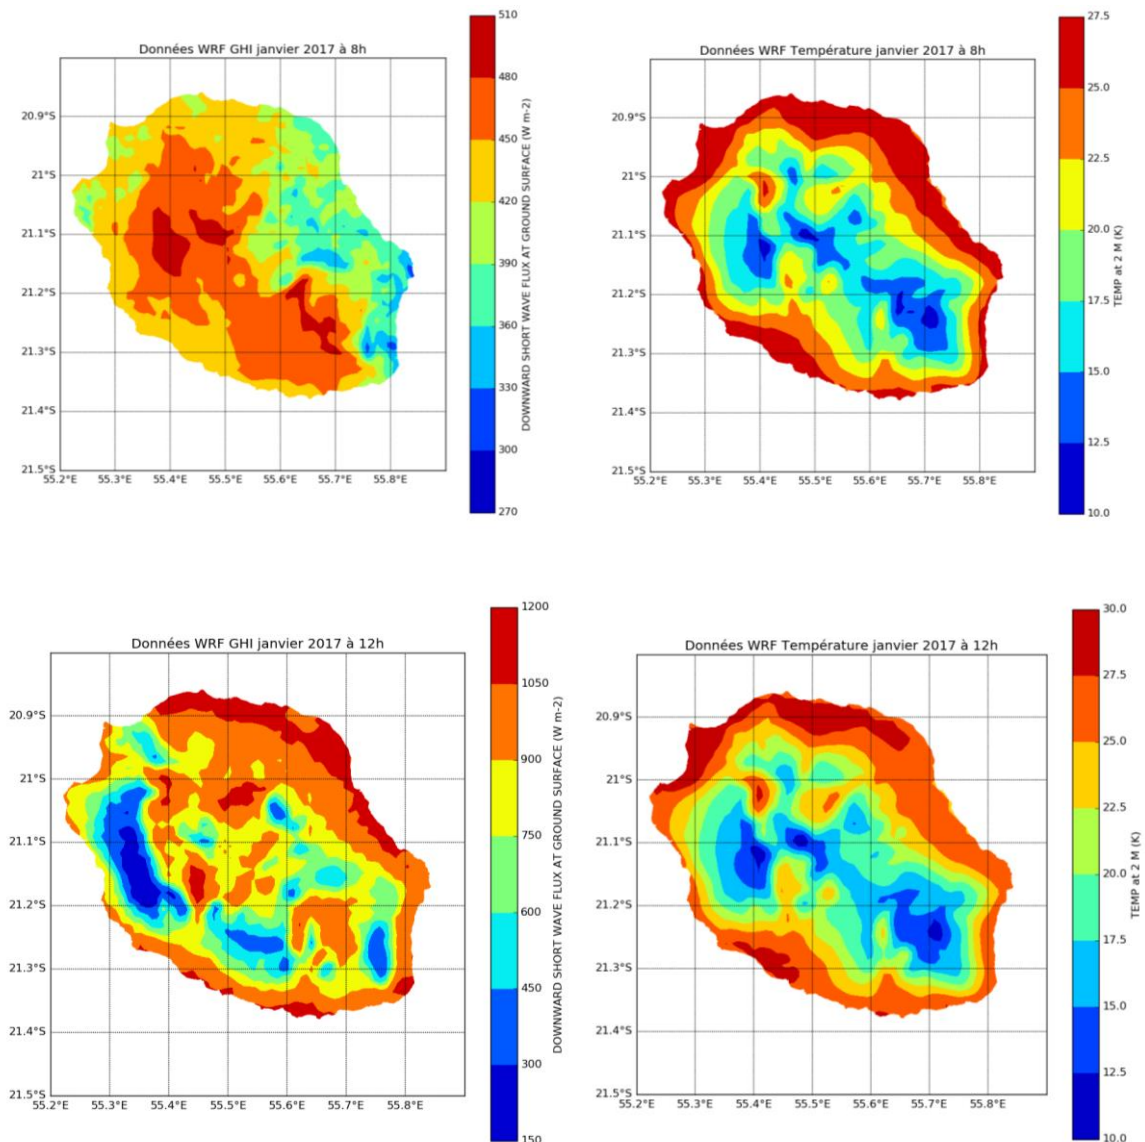 Données WRF GHI janvier 2017 à 8h
20.9°S
21°S
21.1°S
21.2°S
21.3°S
21.4°S
21.5°S
55.2°E 55.3°E 55.4°E 55.5°E 55.6°E 55.7°E 55.8°E
510
480
450
420
390
360
330
300
270
DOWNWARD SHORT WAVE FLUX AT GROUND SURFACE (W m-2)
Données WRF Température janvier 2017 à 8h
20.9°S
21°S
21.1°S
21.2°S
21.3°S
21.4°S
21.5°S
55.2°E 55.3°E 55.4°E 55.5°E 55.6°E 55.7°E 55.8°E
27.5
25.0
22.5
20.0
17.5
15.0
12.5
10.0
TEMP at 2 M (K)
Données WRF GHI janvier 2017 à 12h
20.9°S
21°S
21.1°S
21.2°S
21.3°S
21.4°S
21.5°S
55.2°E 55.3°E 55.4°E 55.5°E 55.6°E 55.7°E 55.8°E
1200
1050
900
750
600
450
300
150
DOWNWARD SHORT WAVE FLUX AT GROUND SURFACE (W m-2)
Données WRF Température janvier 2017 à 12h
20.9°S
21°S
21.1°S
21.2°S
21.3°S
21.4°S
21.5°S
55.2°E 55.3°E 55.4°E 55.5°E 55.6°E 55.7°E 55.8°E
30.0
27.5
25.0
22.5
20.0
17.5
15.0
12.5
10.0
TEMP at 2 M (K)